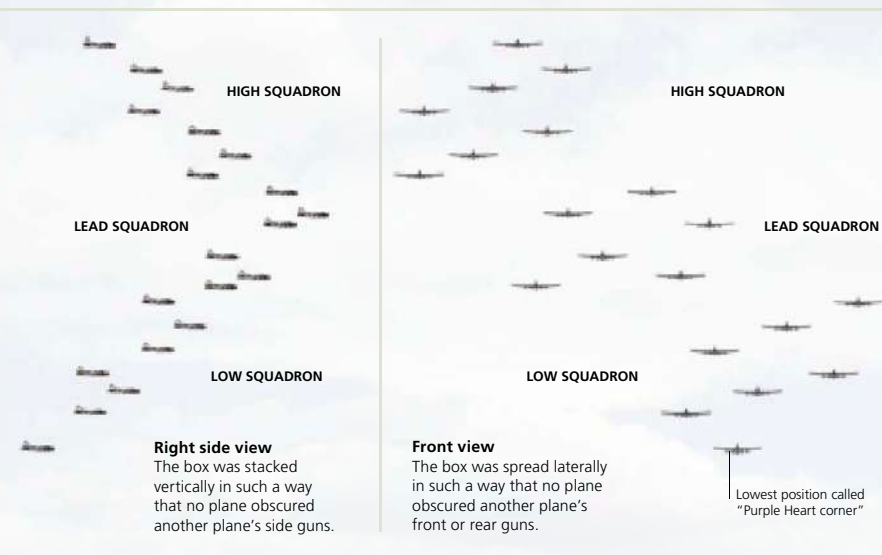 HIGH SQUADRON
LEAD SQUADRON
LOW SQUADRON
Right side view
The box was stacked
vertically in such a way
that no plane obscured
another plane's side guns.
HIGH SQUADRON
LEAD SQUADRON
LOW SQUADRON
Front view
The box was spread laterally
in such a way that no plane
obscured another plane's
front or rear guns.
Lowest position called
“Purple Heart corner”